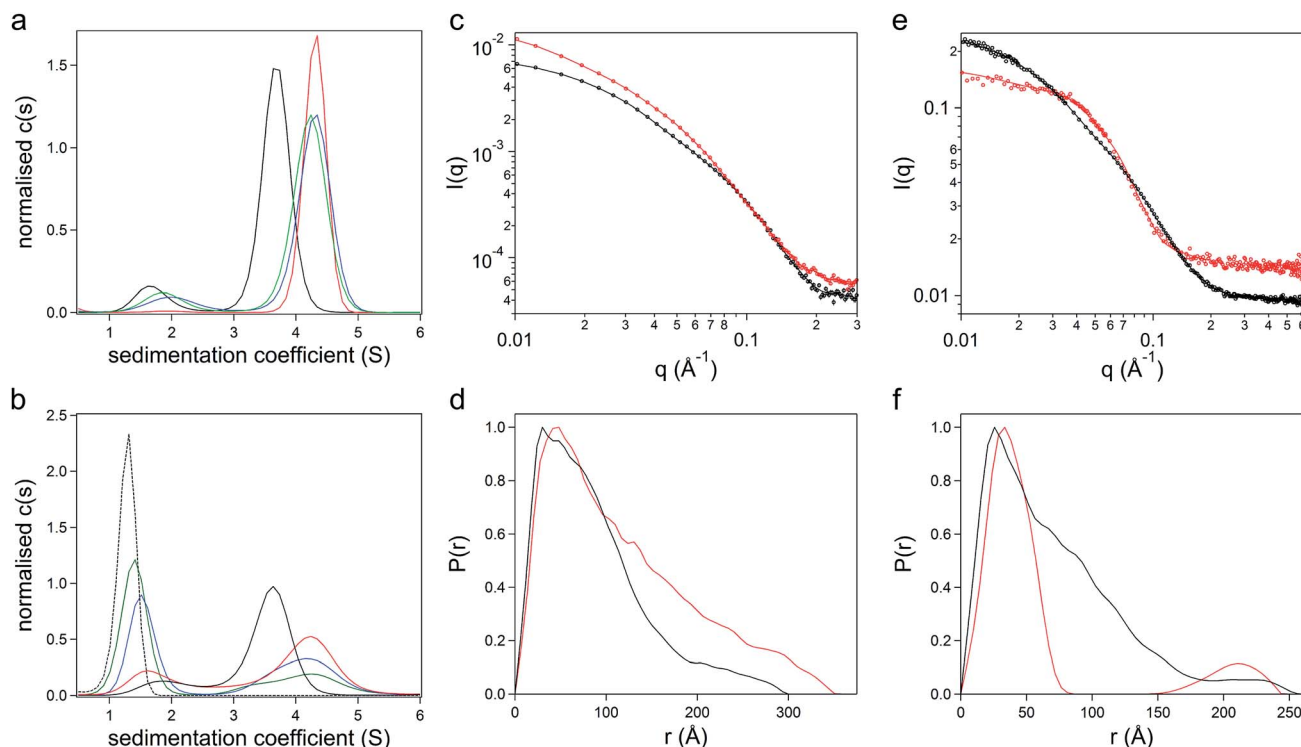 a
normalised c(s)
1.5
1.0
0.5
0.0
1 2 3 4 5 6
sedimentation coefficient (S)
b
normalised c(s)
2.5
2.0
1.5
1.0
0.5
0.0
1 2 3 4 5 6
sedimentation coefficient (S)
c
I(q)
10⁻²
6
4
2
10⁻³
6
4
2
10⁻⁴
6
4
0.01 2 3 4 5 6 7 8 0.1 2 3
q (Å⁻¹)
d
P(r)
1.0
0.8
0.6
0.4
0.2
0.0
0 100 200 300
r (Å)
e
I(q)
2
0.1
6
5
4
3
2
0.01
0.01 2 3 4 5 6 7 0.1 2 3 4 5 6
q (Å⁻¹)
f
P(r)
1.0
0.8
0.6
0.4
0.2
0.0
0 50 100 150 200 250
r (Å)